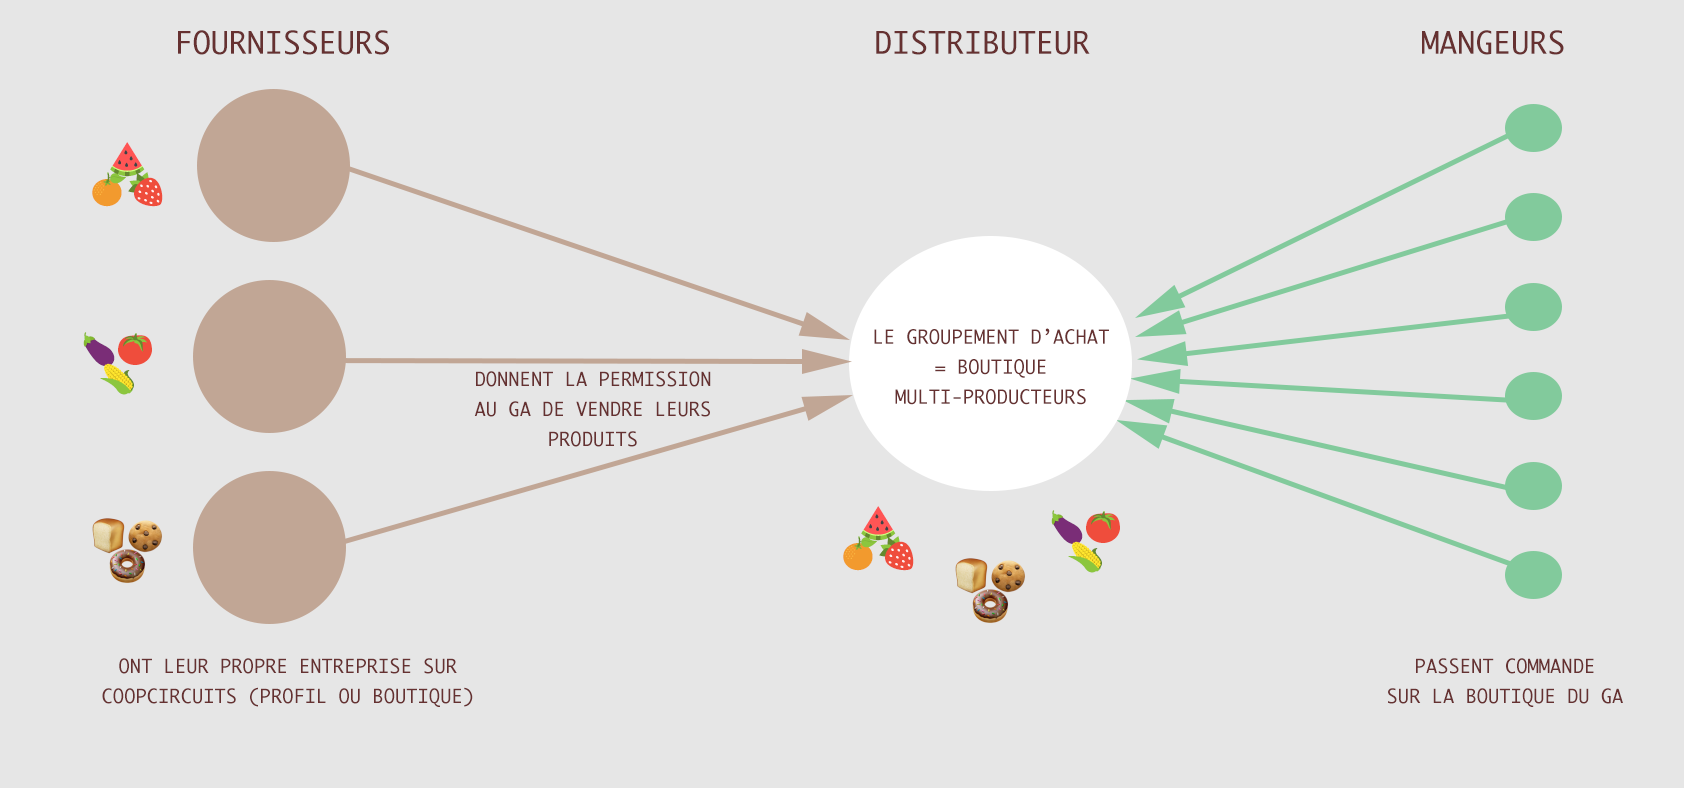 FOURNISSEURS
DISTRIBUTEUR
MANGEURS
LE GROUPEMENT D’ACHAT
= BOUTIQUE
MULTI-PRODUCTEURS
DONNENT LA PERMISSION
AU GA DE VENDRE LEURS
PRODUITS
ONT LEUR PROPRE ENTREPRISE SUR
COOPCIRCUITS (PROFIL OU BOUTIQUE)
PASSENT COMMANDE
SUR LA BOUTIQUE DU GA